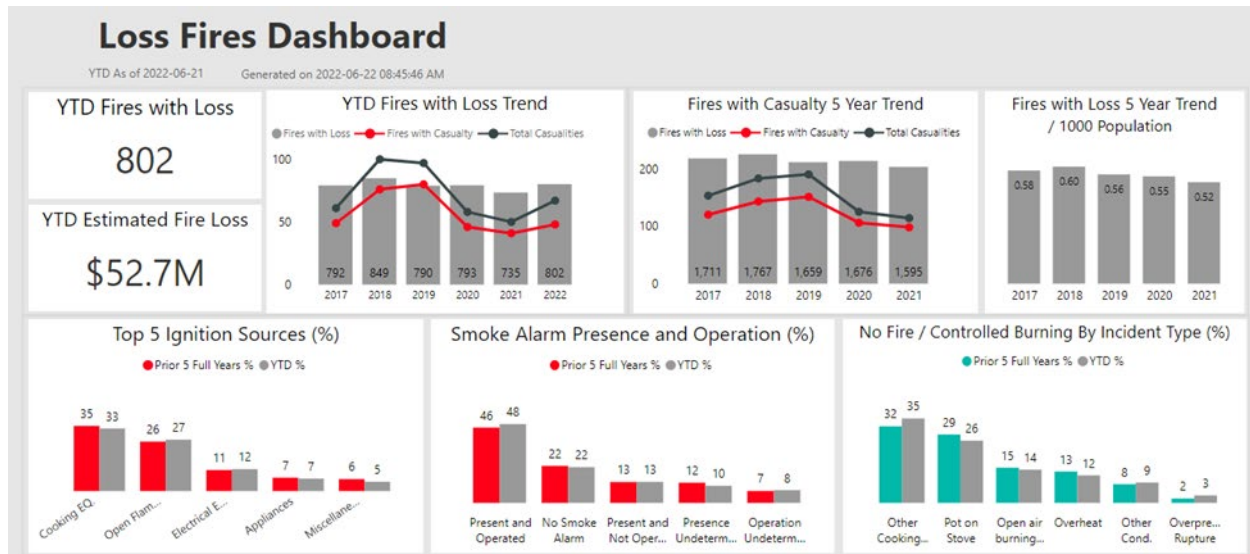 Loss Fires Dashboard
YTD As of 2022-06-21 Generated on 2022-06-22 08:45:46 AM
YTD Fires with Loss
802
YTD Estimated Fire Loss
$52.7M
YTD Fires with Loss Trend
Fires with Loss Fires with Casualty Total Casualities
100
50
0
792 849 790 793 735 802
2017 2018 2019 2020 2021 2022
Fires with Casualty 5 Year Trend
Fires with Loss Fires with Casualty Total Casualities
200
100
0
1,711 1,767 1,659 1,676 1,595
2017 2018 2019 2020 2021
Fires with Loss 5 Year Trend
/ 1000 Population
0.58 0.60 0.56 0.55 0.52
2017 2018 2019 2020 2021
Top 5 Ignition Sources (%)
Prior 5 Full Years % YTD %
35 33 26 27 11 12 7 7 6 5
Cooking EQ. Open Flam... Electrical E... Appliances Miscellane...
Smoke Alarm Presence and Operation (%)
Prior 5 Full Years % YTD %
46 48 22 22 13 13 12 10 7 8
Present and No Smoke Present and Presence Operation
Operated Alarm Not Oper... Undeterm... Undeterm...
No Fire / Controlled Burning By Incident Type (%)
Prior 5 Full Years % YTD %
32 35 29 26 15 14 13 12 8 9 2 3
Other Pot on Open air Overheat Other Overpre...
Cooking... Stove burning... Cond. Rupture